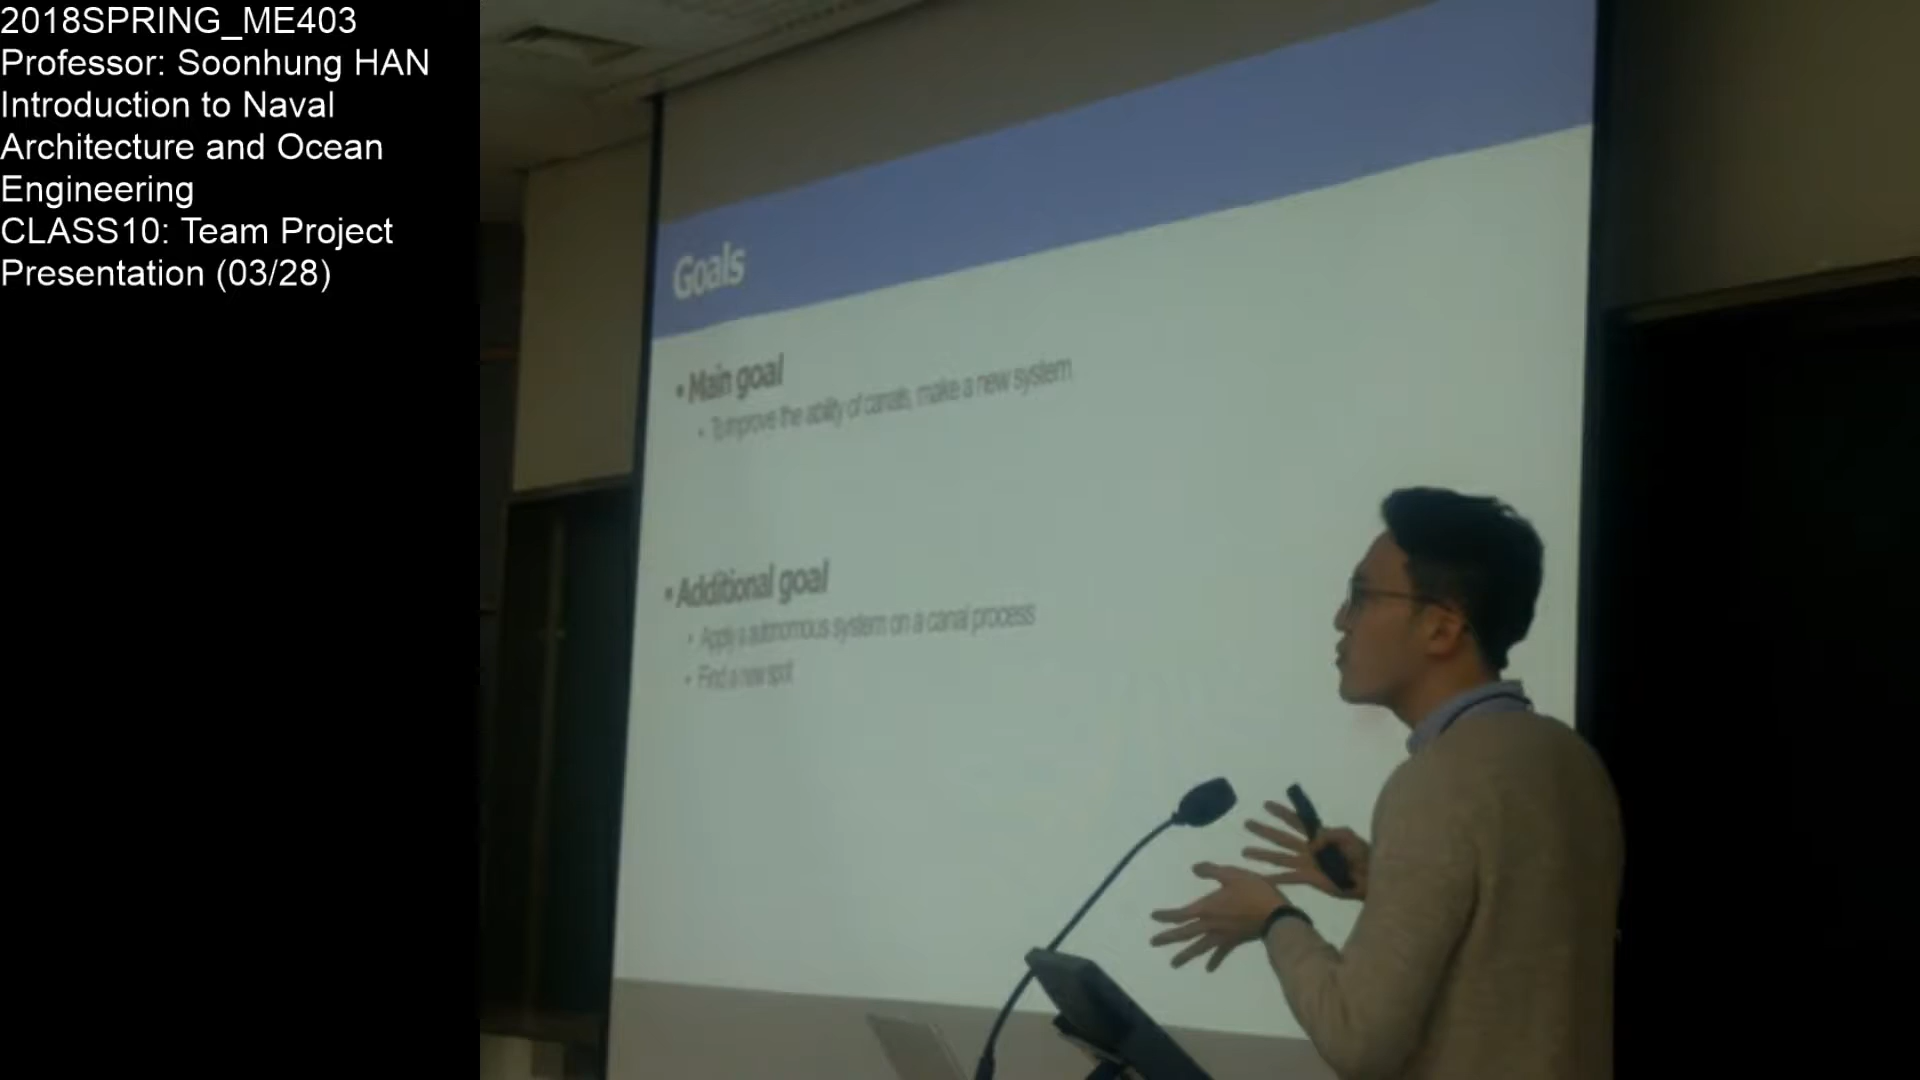 2018SPRING_ME403
Professor: Soonhung HAN
Introduction to Naval
Architecture and Ocean
Engineering
CLASS10: Team Project
Presentation (03/28)
Goals
• Main goal
• To improve the ability of canals, make a new system
• Additional goal
• Apply a autonomous system on a canal process
• Find a new spot